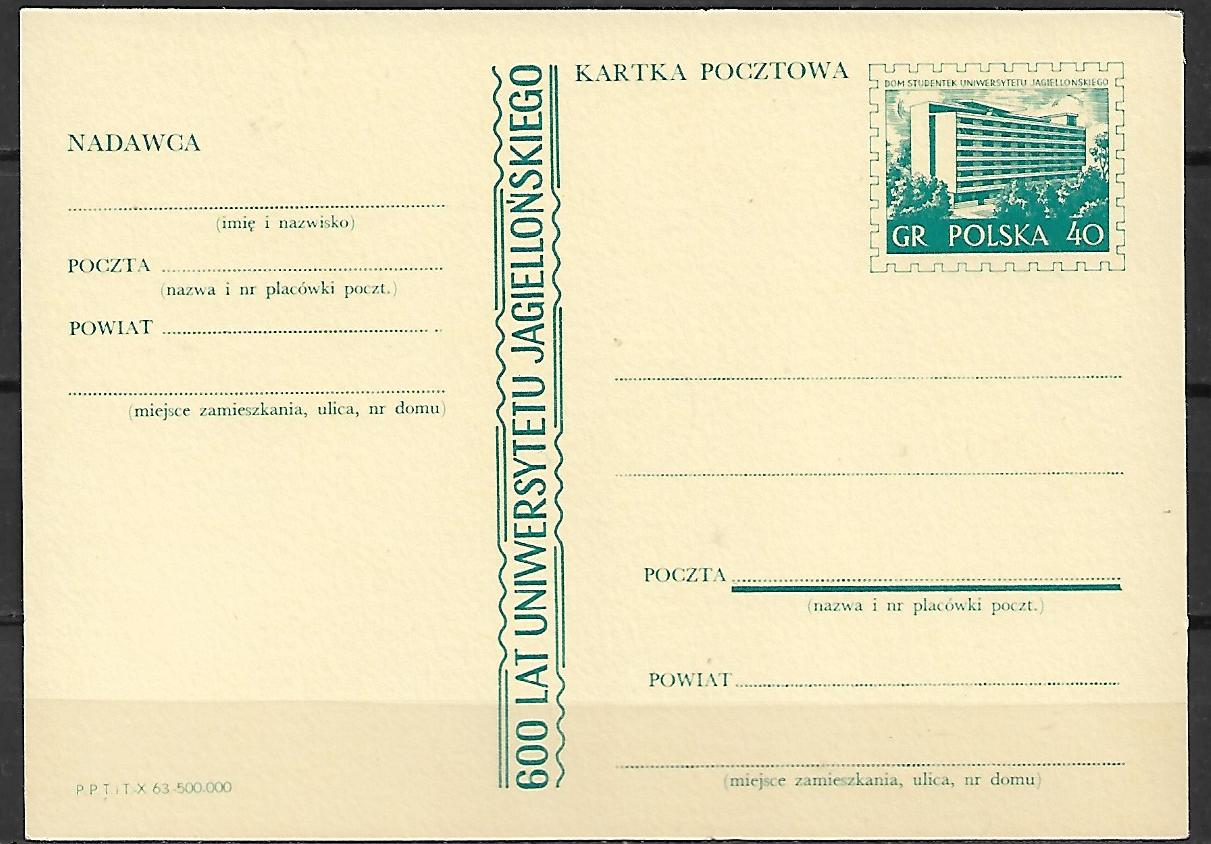 KARTKA POCZTOWA
DOM STUDENTEK UNIWERSYTETU JAGIELLOŃSKIEGO
GR POLSKA 40
NADAWCA
(imię i nazwisko)
POCZTA
(nazwa i nr placówki poczt.)
POWIAT
(miejsce zamieszkania, ulica, nr domu)
600 LAT UNIWERSYTETU JAGIELLOŃSKIEGO
POCZTA
(nazwa i nr placówki poczt.)
POWIAT
(miejsce zamieszkania, ulica, nr domu)
P P T i T-X 63-500.000